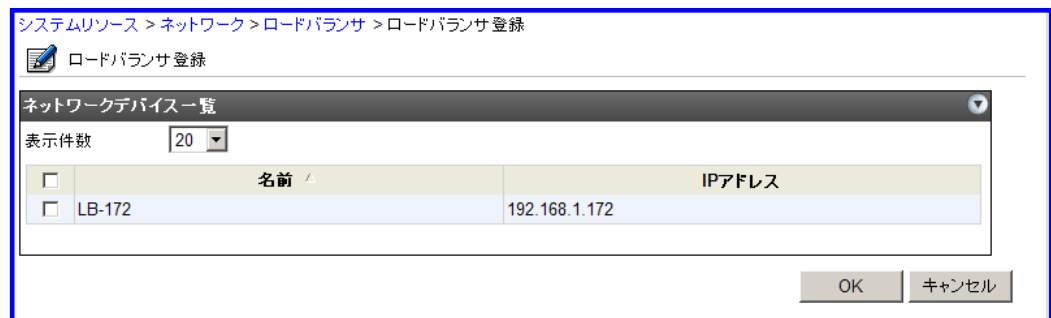 システムリソース > ネットワーク > ロードバランサ > ロードバランサ登録
ロードバランサ登録
ネットワークデバイス一覧
表示件数 20
名前 IPアドレス
LB-172 192.168.1.172
OK キャンセル